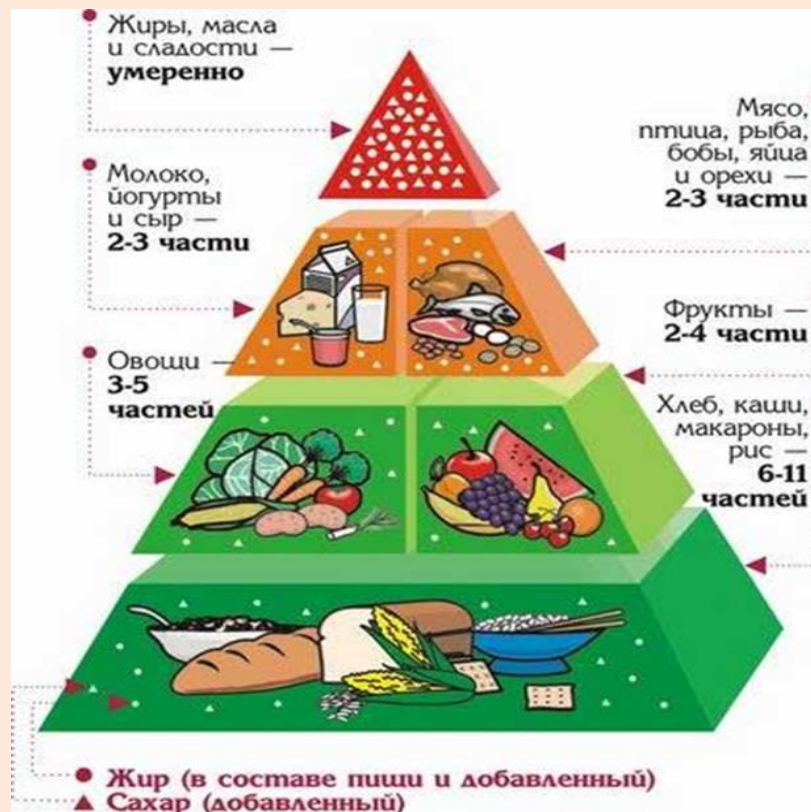 Жиры, масла
и сладости —
умеренно
Молоко,
йогурты
и сыр —
2-3 части
Овощи —
3-5
частей
Мясо,
птица, рыба,
бобы, яйца
и орехи —
2-3 части
Фрукты —
2-4 части
Хлеб, каши,
макароны,
рис —
6-11
частей
Жир (в составе пищи и добавленный)
Сахар (добавленный)